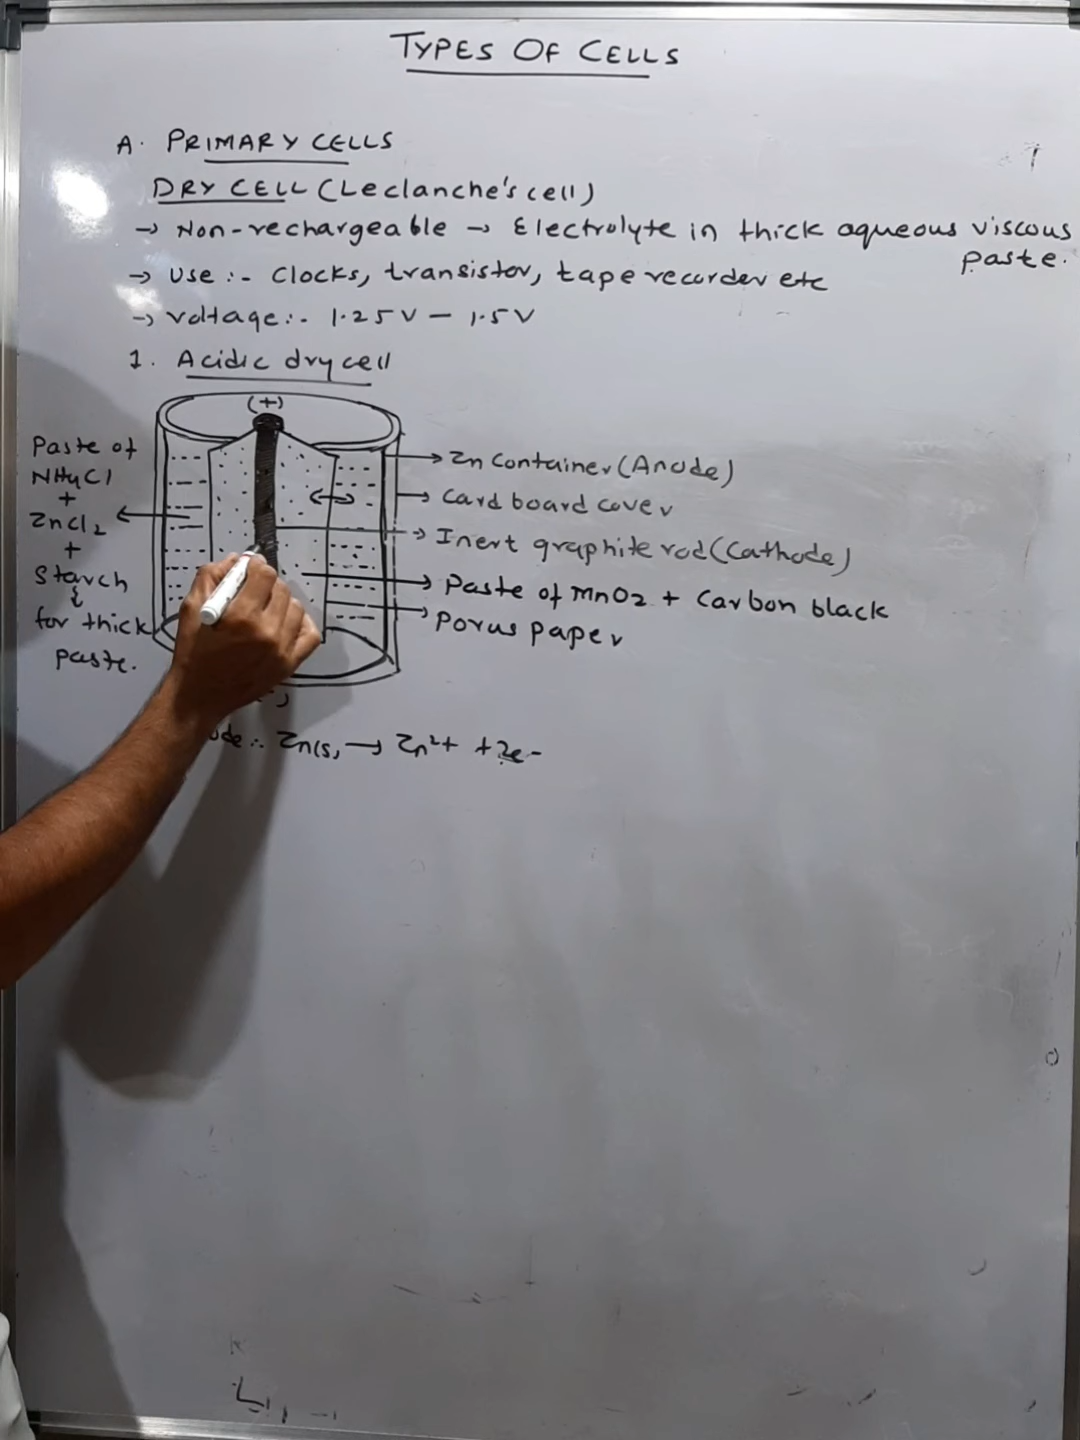 TYPES OF CELLS
A. PRIMARY CELLS
DRY CELL (Leclanche's cell)
→ Non-rechargeable → Electrolyte in thick aqueous viscous
paste.
→ Use :- Clocks, transistor, tape recorder etc
→ Voltage :- 1.25V — 1.5V
1. Acidic dry cell
(+)
Paste of
NH4Cl
+
ZnCl2
+
Starch
for thick
paste.
Zn Container (Anode)
Card board cover
Inert graphite rod (Cathode)
Paste of MnO2 + Carbon black
Porus paper
Zn(s) → Zn2+ + 2e-